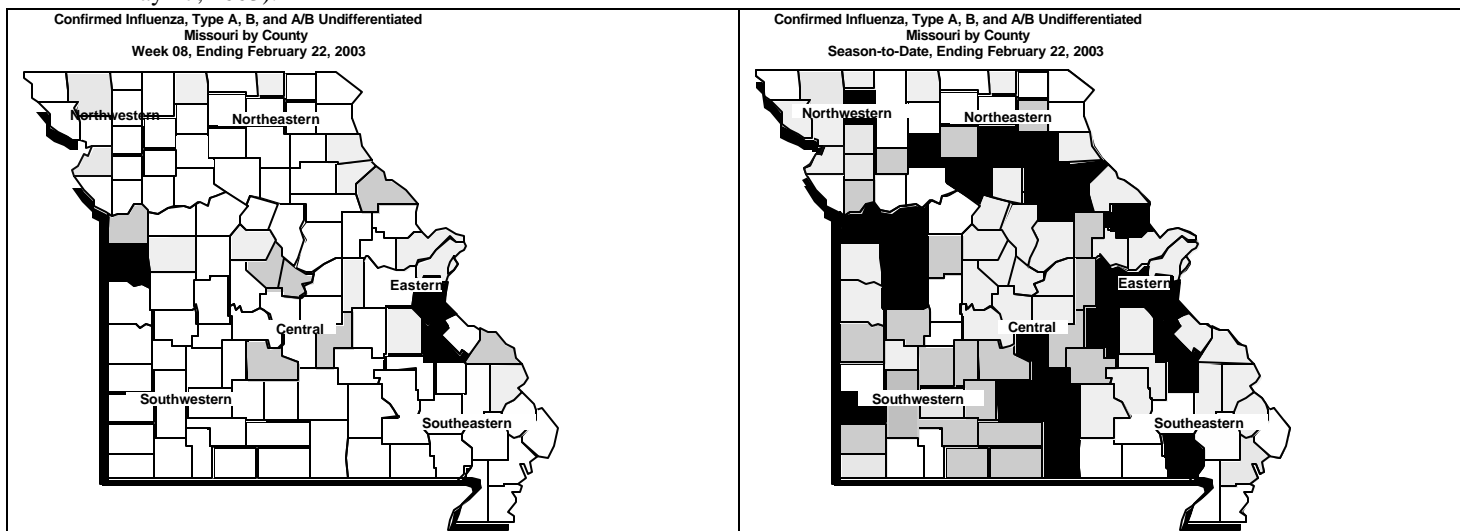 Confirmed Influenza, Type A, B, and A/B Undifferentiated
Missouri by County
Week 08, Ending February 22, 2003
Northwestern
Northeastern
Eastern
Central
Southwestern
Southeastern
Confirmed Influenza, Type A, B, and A/B Undifferentiated
Missouri by County
Season-to-Date, Ending February 22, 2003
Northwestern
Northeastern
Eastern
Central
Southwestern
Southeastern